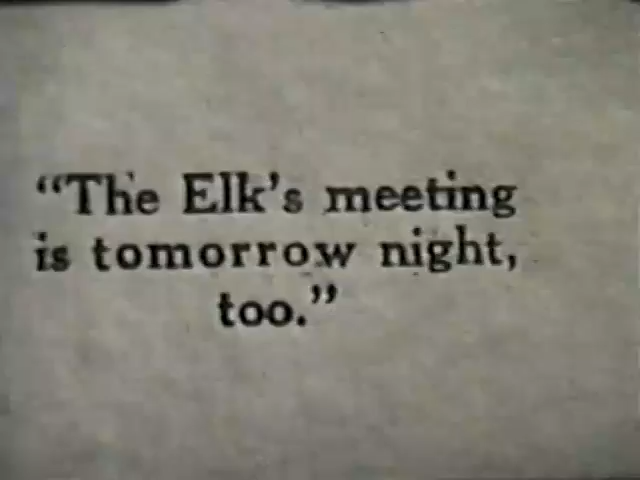 “The Elk’s meeting
is tomorrow night,
too.”